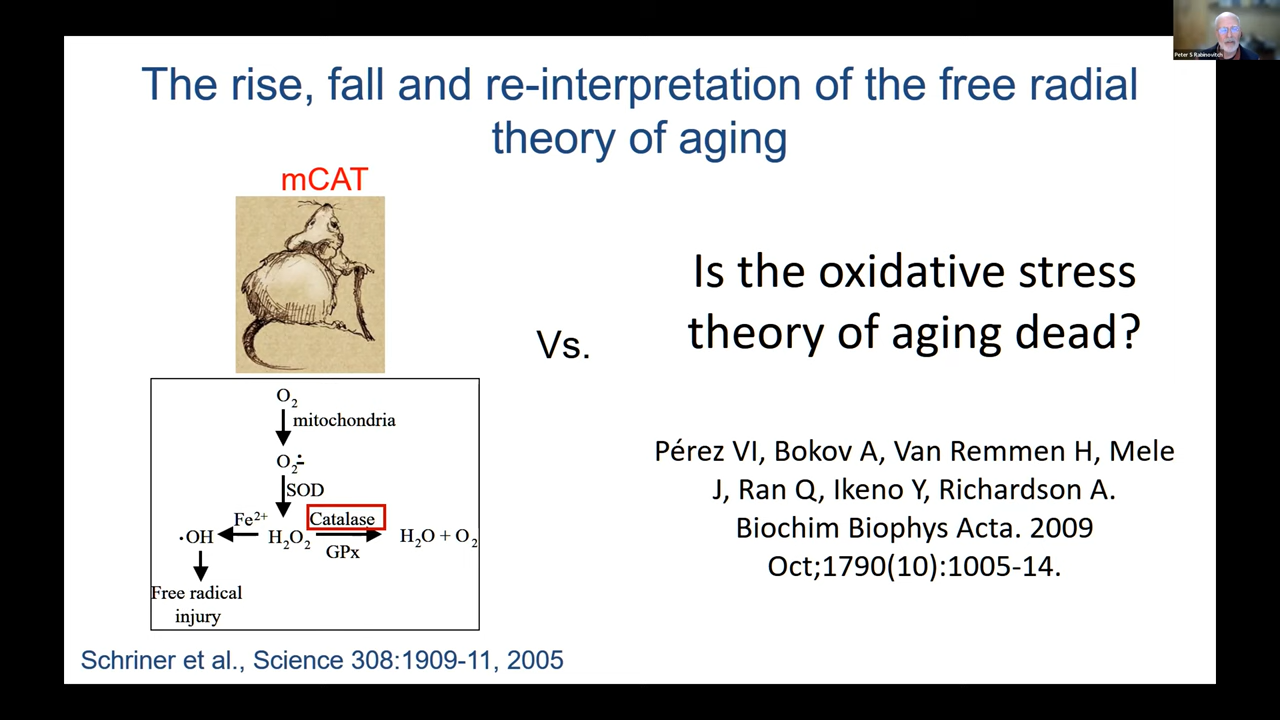 Peter S Rabinovitch
The rise, fall and re-interpretation of the free radial
theory of aging
mCAT
Is the oxidative stress
theory of aging dead?
Vs.
O₂
mitochondria
O₂∸
SOD
Fe²⁺
Catalase
·OH
H₂O₂
H₂O + O₂
GPx
Free radical
injury
Pérez VI, Bokov A, Van Remmen H, Mele
J, Ran Q, Ikeno Y, Richardson A.
Biochim Biophys Acta. 2009
Oct;1790(10):1005-14.
Schriner et al., Science 308:1909-11, 2005